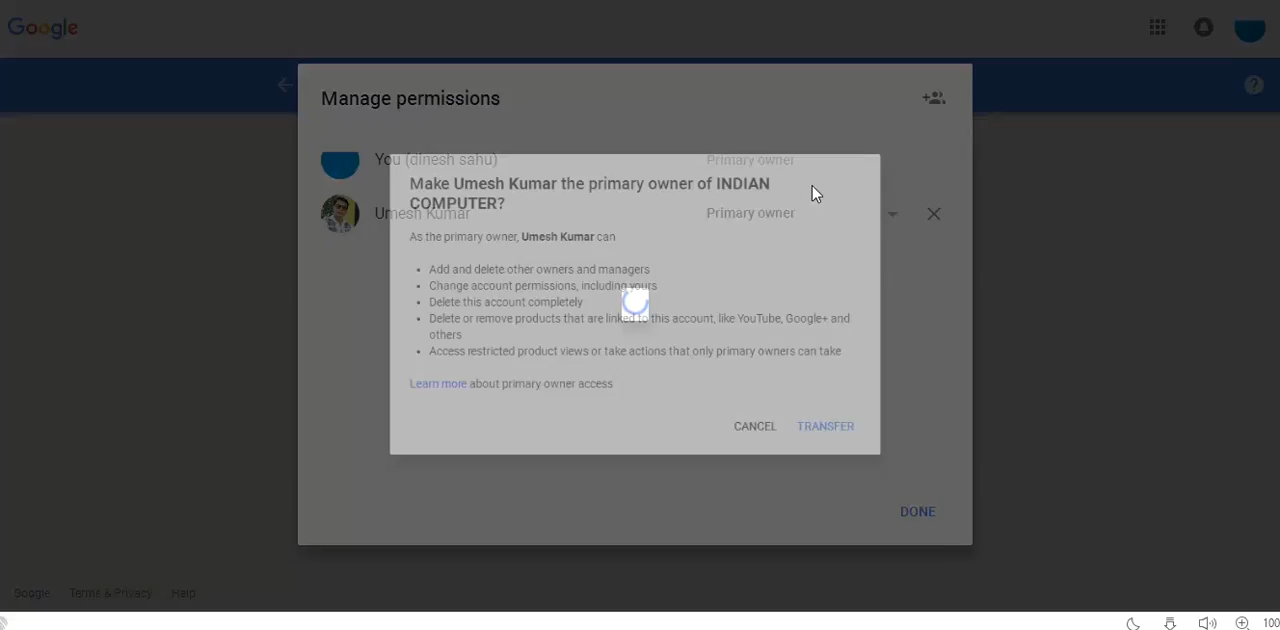 Google
Manage permissions
You (dinesh sahu)
Primary owner
Make Umesh Kumar the primary owner of INDIAN
COMPUTER?
Umesh Kumar
Primary owner
As the primary owner, Umesh Kumar can
• Add and delete other owners and managers
• Change account permissions, including yours
• Delete this account completely
• Delete or remove products that are linked to this account, like YouTube, Google+ and
others
• Access restricted product views or take actions that only primary owners can take
Learn more about primary owner access
CANCEL TRANSFER
DONE
Google Terms & Privacy Help
100